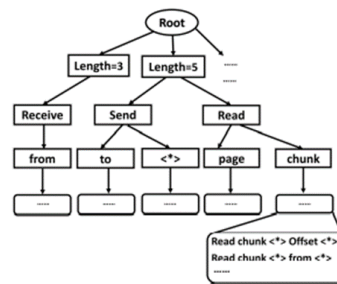 Root
Length=3 Length=5 ......
......
Receive Send Read
from to <*> page chunk
...... ...... ...... ...... ......
Read chunk <*> Offset <*>
Read chunk <*> from <*>
......